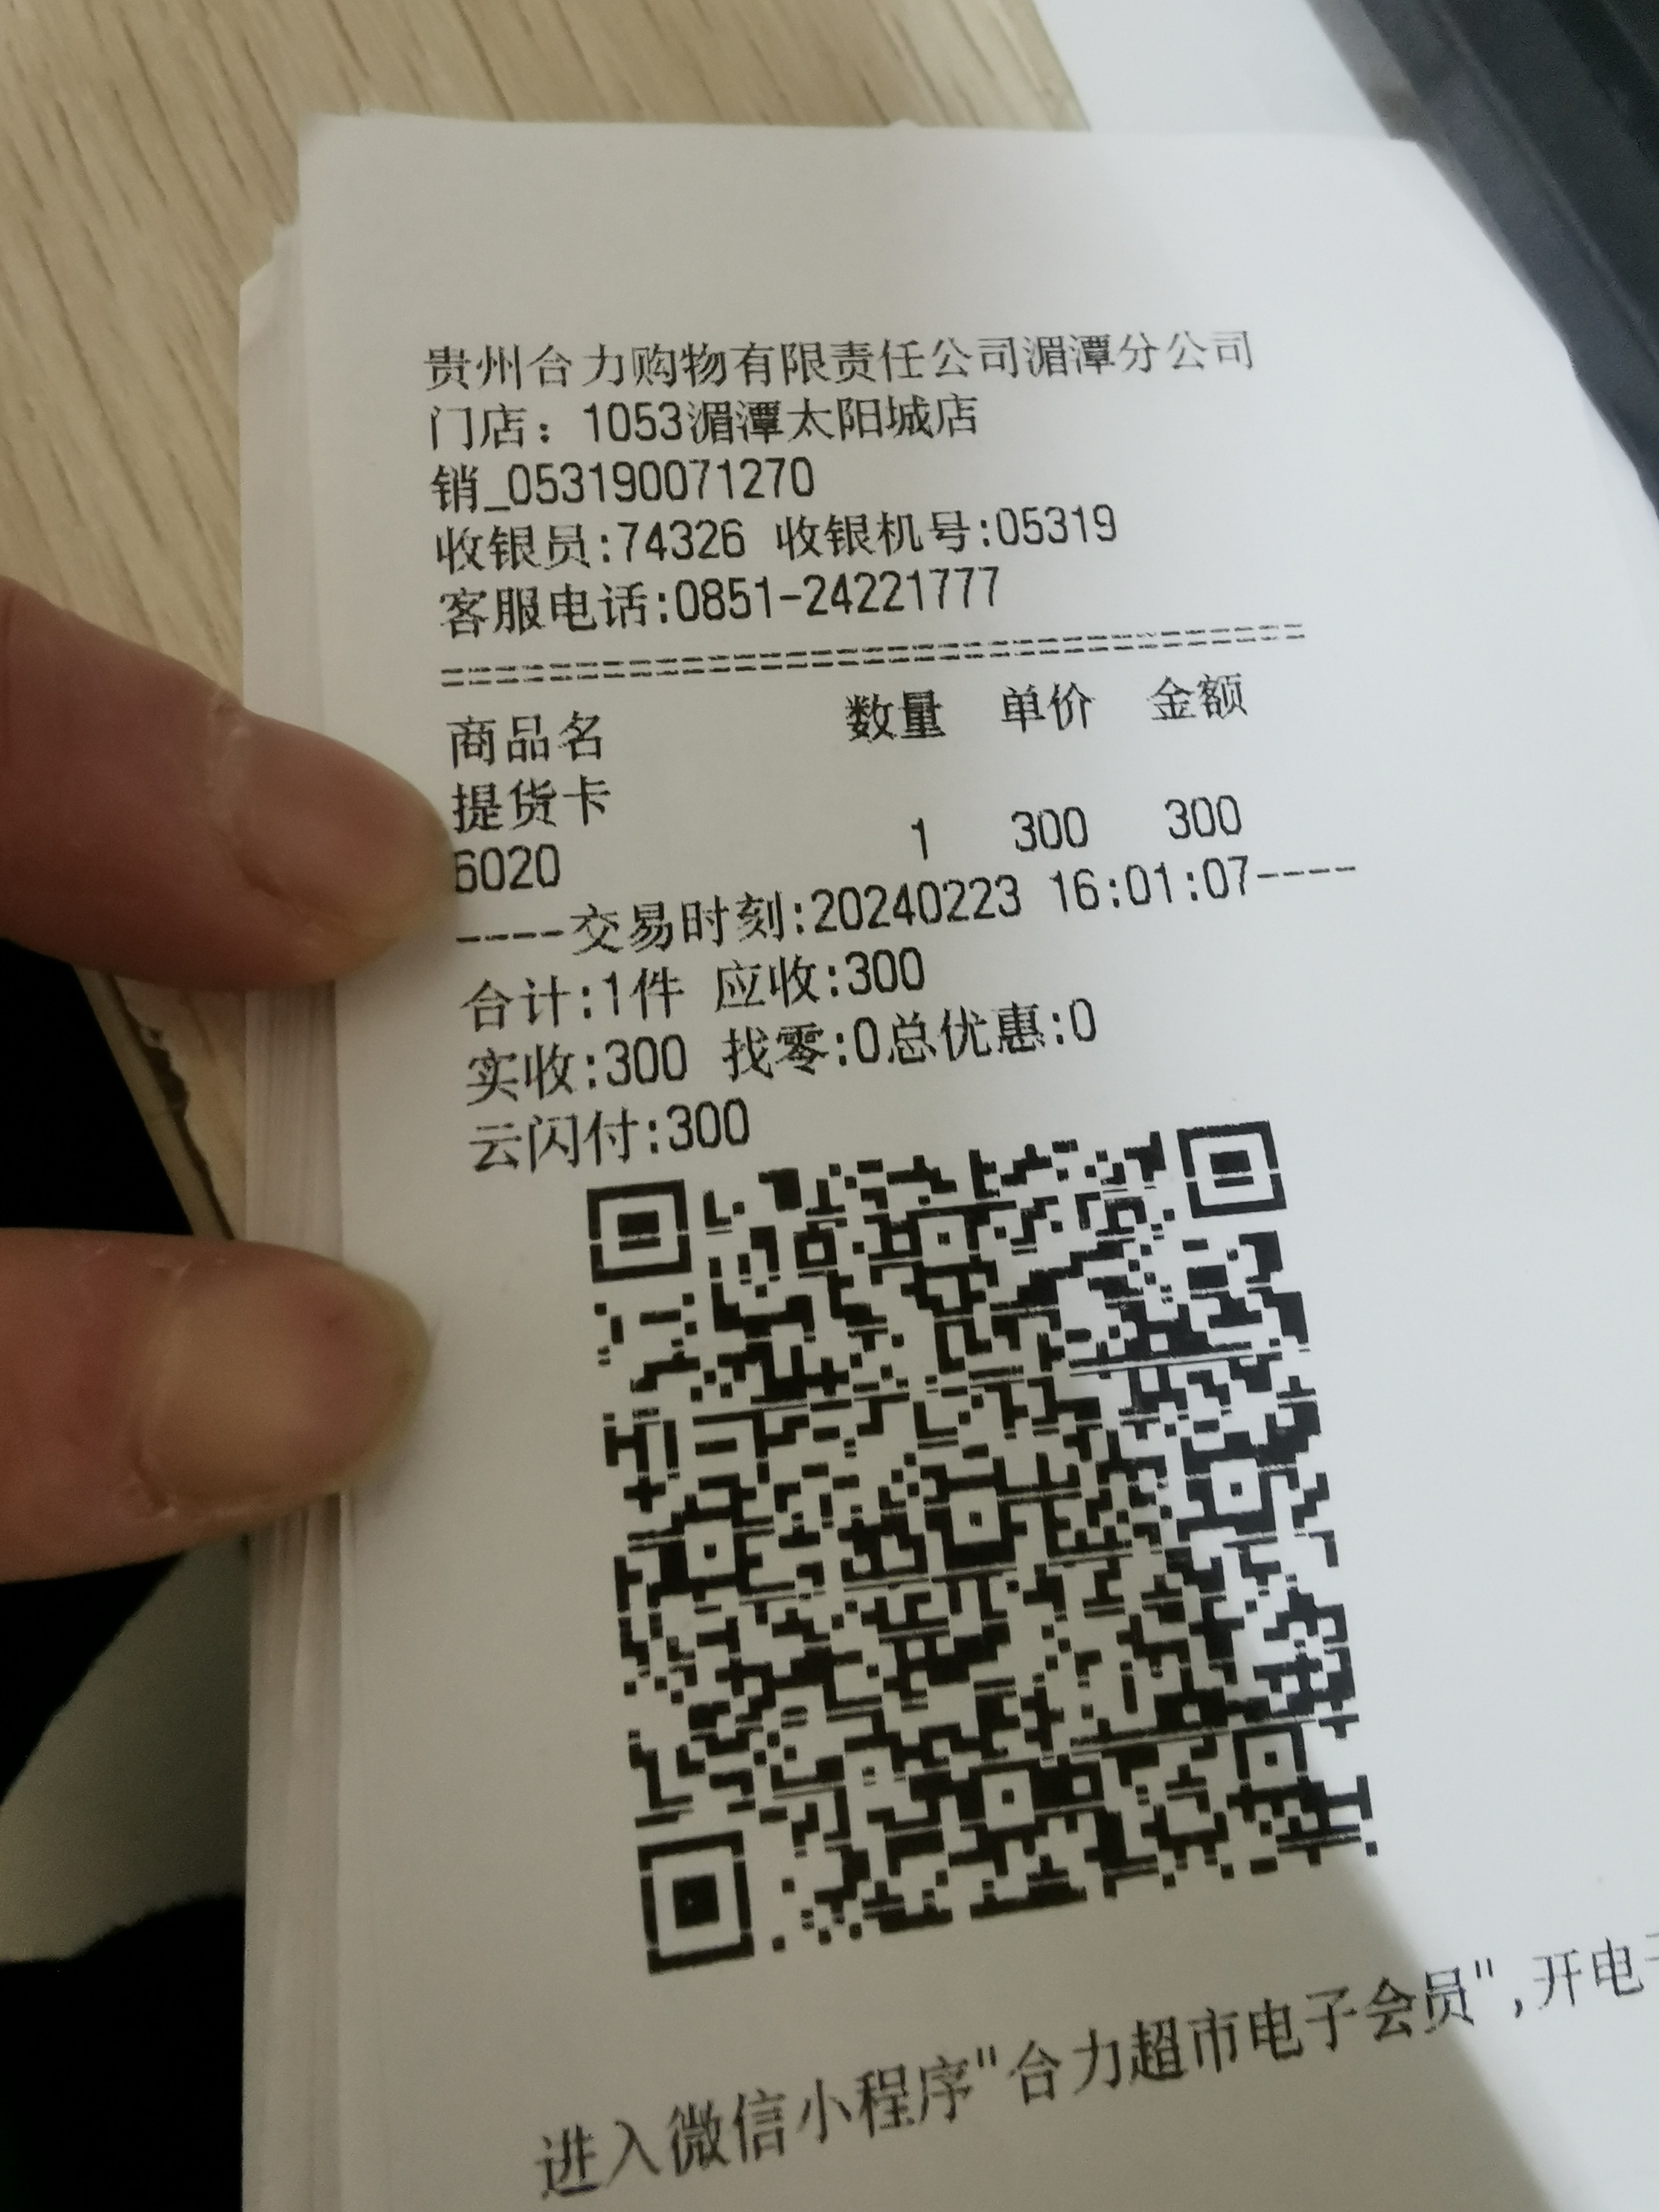 贵州合力购物有限责任公司湄潭分公司
门店：1053湄潭太阳城店
销_053190071270
收银员:74326 收银机号:05319
客服电话:0851-24221777
商品名 数量 单价 金额
提货卡
6020 1 300 300
----交易时刻:20240223 16:01:07----
合计:1件 应收:300
实收:300 找零:0总优惠:0
云闪付:300
进入微信小程序"合力超市电子会员",开电